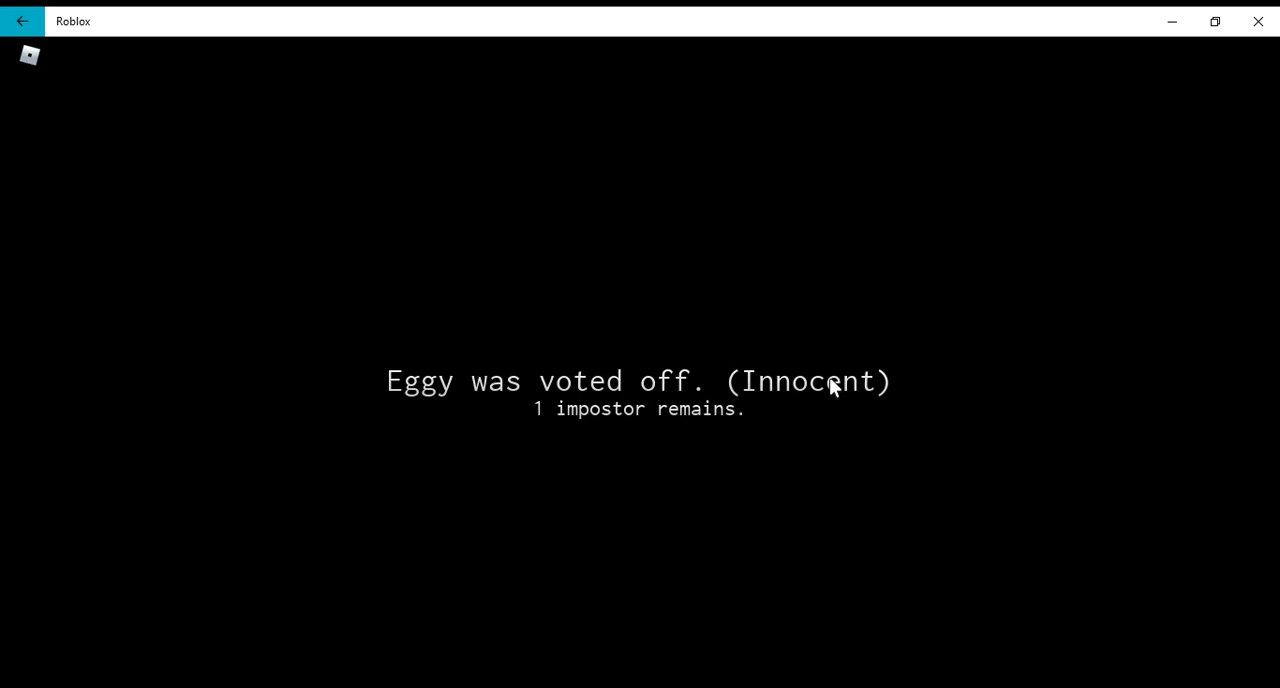 Roblox
Eggy was voted off. (Innocent)
1 impostor remains.